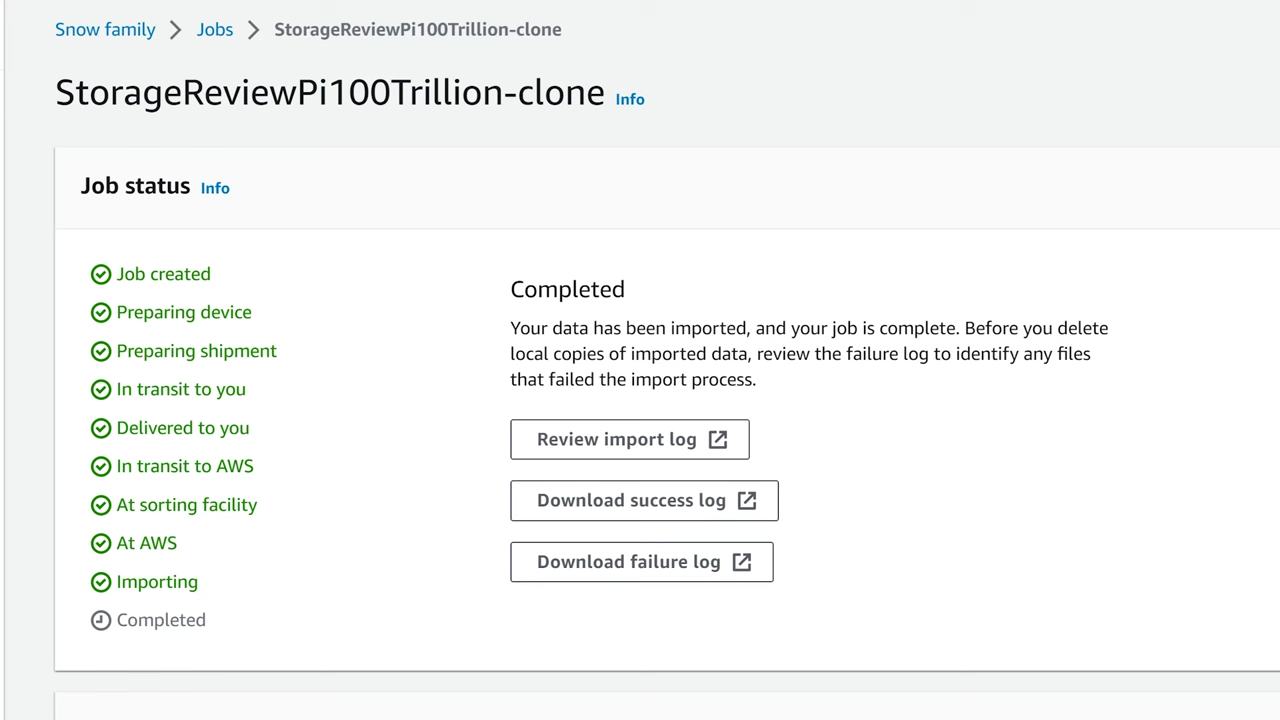 Snow family > Jobs > StorageReviewPi100Trillion-clone
StorageReviewPi100Trillion-clone Info
Job status Info
Job created
Preparing device
Preparing shipment
In transit to you
Delivered to you
In transit to AWS
At sorting facility
At AWS
Importing
Completed
Completed
Your data has been imported, and your job is complete. Before you delete
local copies of imported data, review the failure log to identify any files
that failed the import process.
Review import log
Download success log
Download failure log